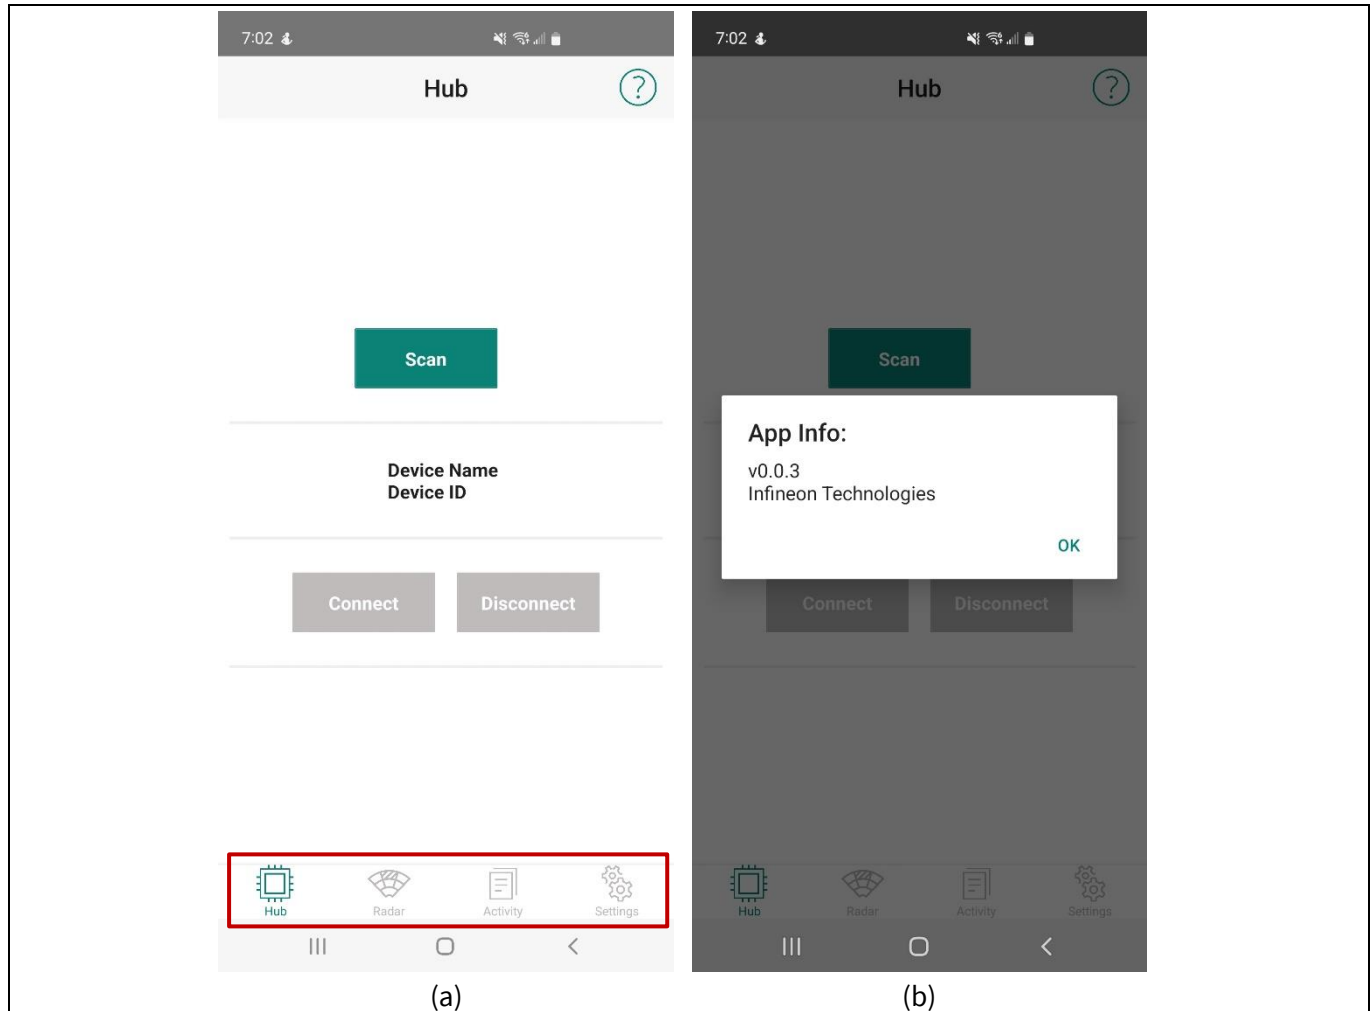 7:02
Hub
?
Scan
Device Name
Device ID
Connect Disconnect
Hub Radar Activity Settings
(a)
7:02
Hub
?
Scan
App Info:
v0.0.3
Infineon Technologies
OK
Connect Disconnect
Hub Radar Activity Settings
(b)